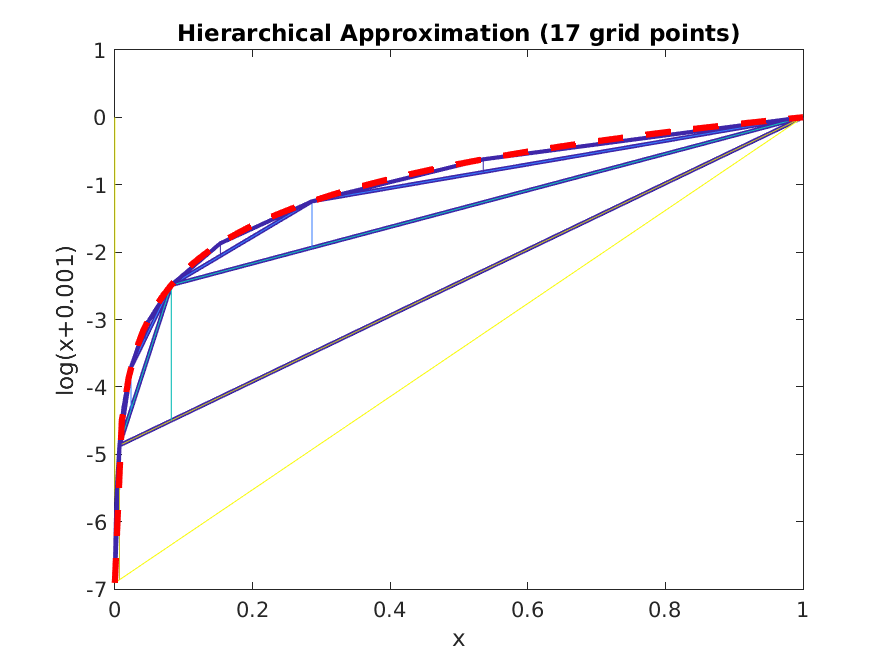 Hierarchical Approximation (17 grid points)
1
0
-1
-2
-3
-4
-5
-6
-7
log(x+0.001)
0 0.2 0.4 0.6 0.8 1
x